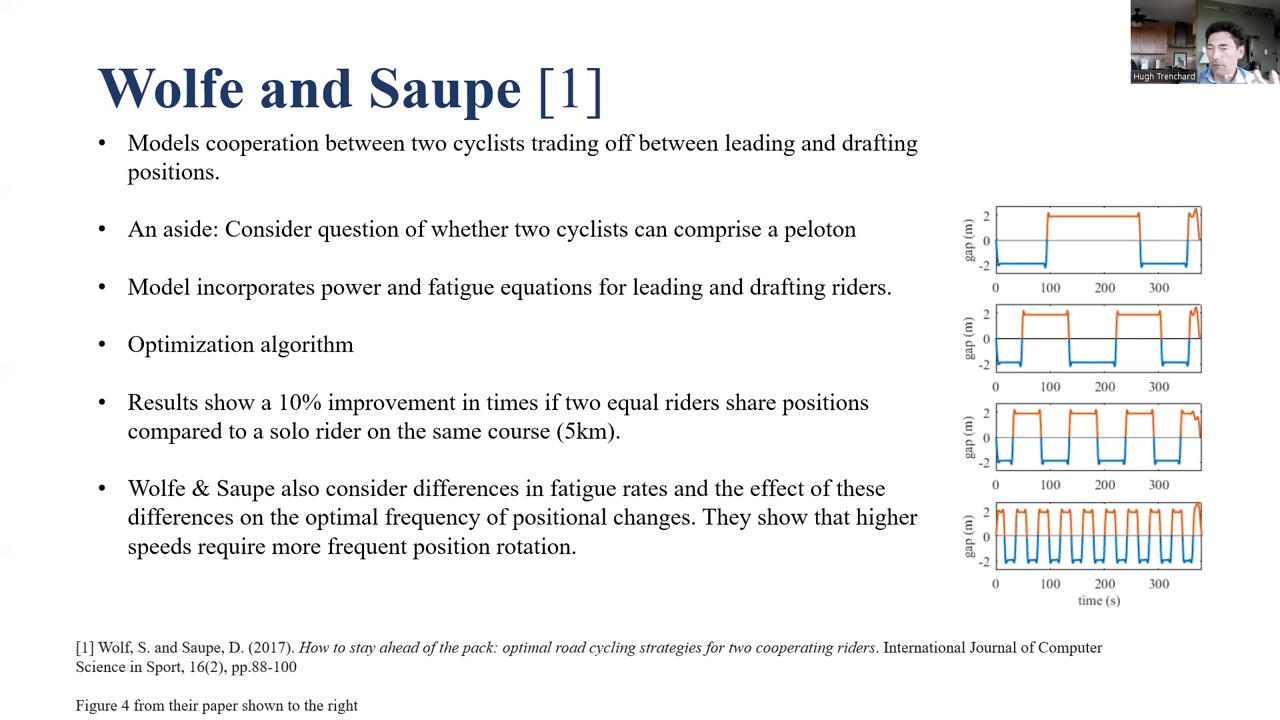 Hugh Trenchard
Wolfe and Saupe [1]
• Models cooperation between two cyclists trading off between leading and drafting
positions.
• An aside: Consider question of whether two cyclists can comprise a peloton
• Model incorporates power and fatigue equations for leading and drafting riders.
• Optimization algorithm
• Results show a 10% improvement in times if two equal riders share positions
compared to a solo rider on the same course (5km).
• Wolfe & Saupe also consider differences in fatigue rates and the effect of these
differences on the optimal frequency of positional changes. They show that higher
speeds require more frequent position rotation.
gap (m)
2
0
-2
0 100 200 300
gap (m)
2
0
-2
0 100 200 300
gap (m)
2
0
-2
0 100 200 300
gap (m)
2
0
-2
0 100 200 300
time (s)
[1] Wolf, S. and Saupe, D. (2017). How to stay ahead of the pack: optimal road cycling strategies for two cooperating riders. International Journal of Computer
Science in Sport, 16(2), pp.88-100
Figure 4 from their paper shown to the right